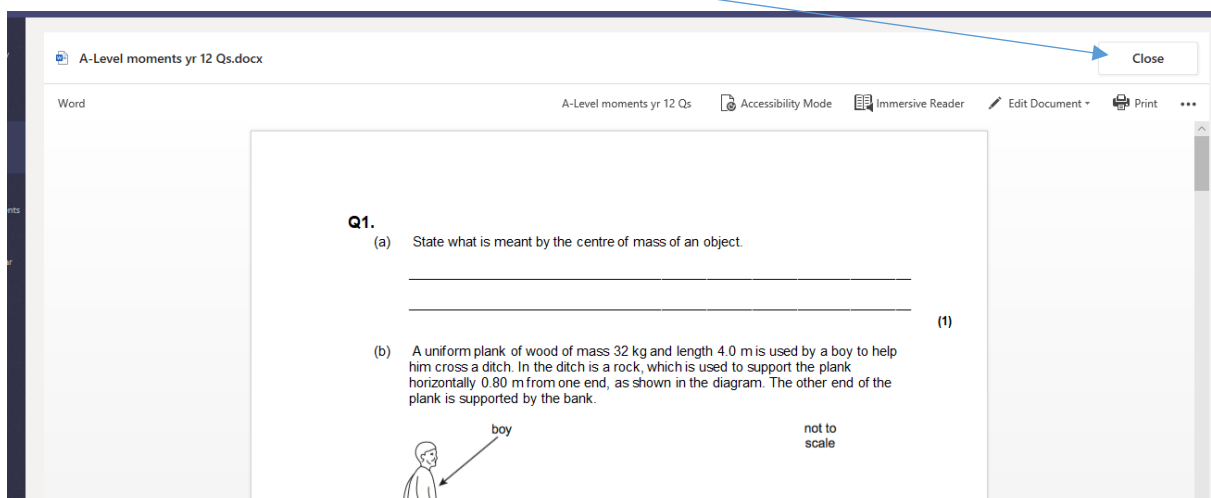 A-Level moments yr 12 Qs.docx
Close
Word
A-Level moments yr 12 Qs
Accessibility Mode
Immersive Reader
Edit Document
Print
•••
Q1.
(a) State what is meant by the centre of mass of an object.
(1)
(b) A uniform plank of wood of mass 32 kg and length 4.0 m is used by a boy to help
him cross a ditch. In the ditch is a rock, which is used to support the plank
horizontally 0.80 m from one end, as shown in the diagram. The other end of the
plank is supported by the bank.
boy
not to
scale